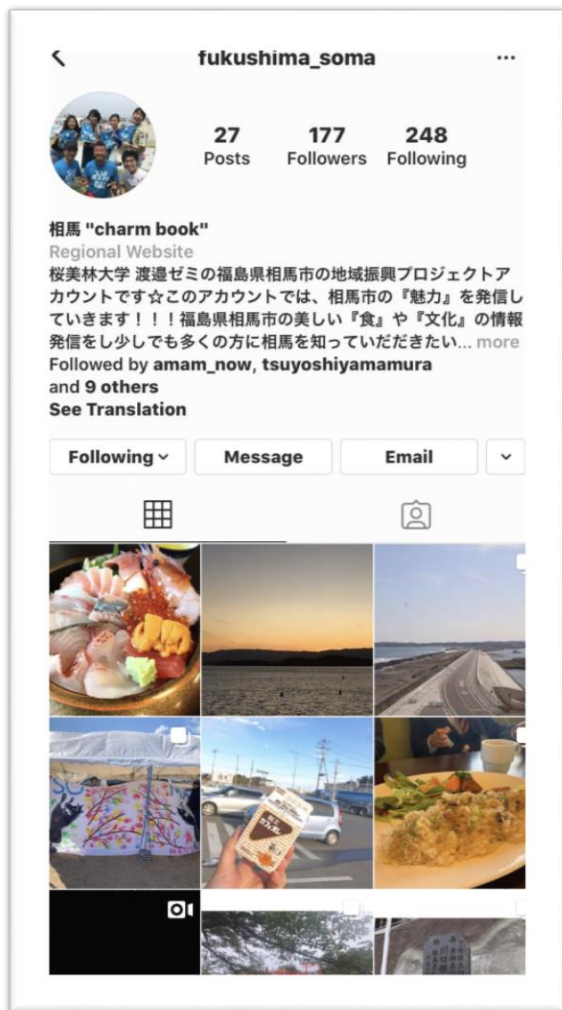 fukushima_soma
27 177 248
Posts Followers Following
相馬 "charm book"
Regional Website
桜美林大学 渡邉ゼミの福島県相馬市の地域振興プロジェクトア
カウントです☆このアカウントでは、相馬市の『魅力』を発信し
ていきます！！！福島県相馬市の美しい『食』や『文化』の情報
発信をし少しでも多くの方に相馬を知っていだだきたい... more
Followed by amam_now, tsuyoshiyamamura
and 9 others
See Translation
Following Message Email